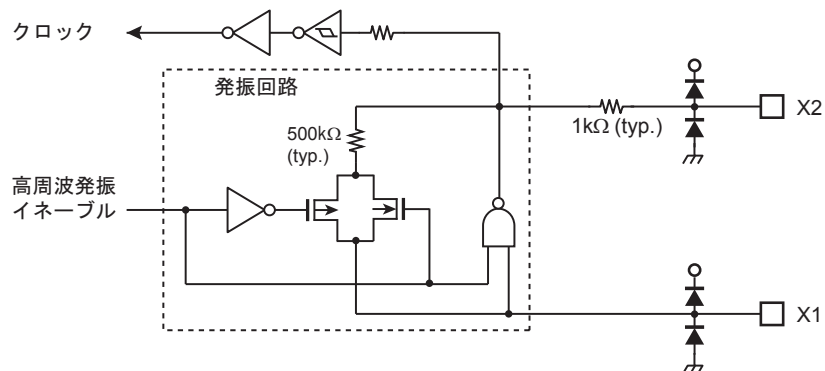 クロック
発振回路
500kΩ
(typ.)
1kΩ (typ.)
X2
高周波発振
イネーブル
X1